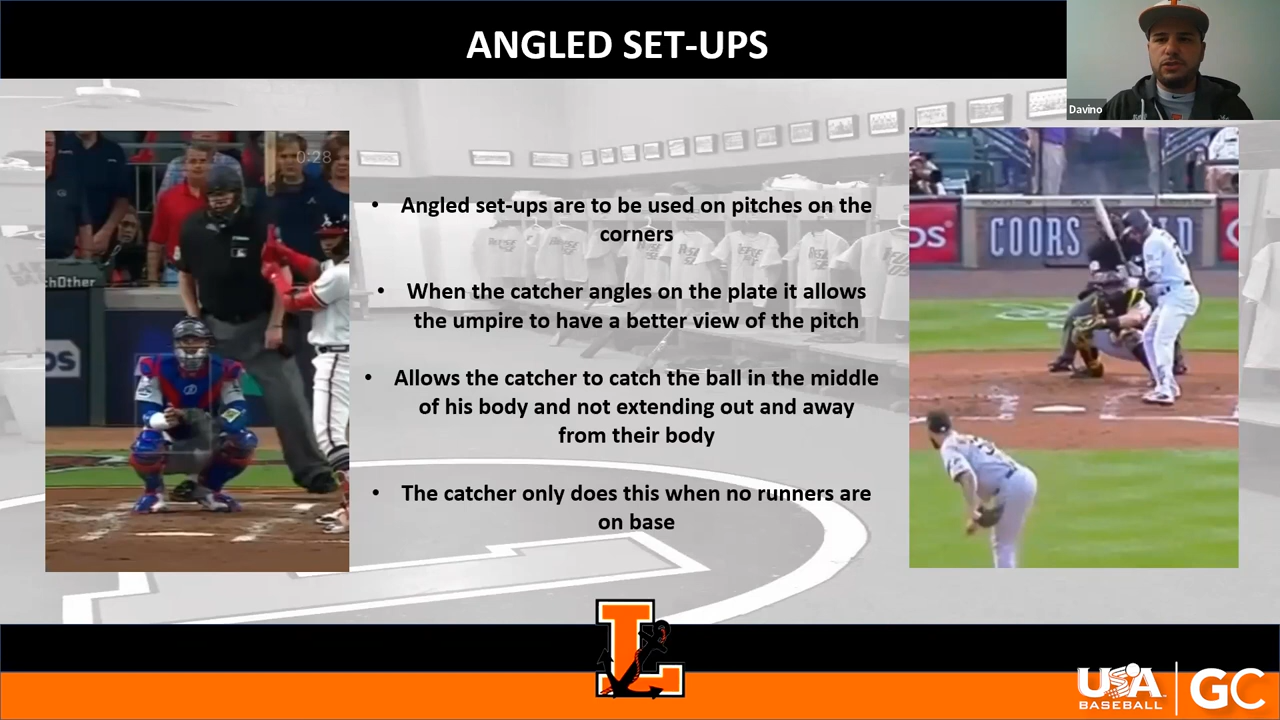 ANGLED SET-UPS
Davino
0:28
• Angled set-ups are to be used on pitches on the
corners
• When the catcher angles on the plate it allows
the umpire to have a better view of the pitch
• Allows the catcher to catch the ball in the middle
of his body and not extending out and away
from their body
• The catcher only does this when no runners are
on base
chOther
OS
COORS
L
USA
BASEBALL
GC